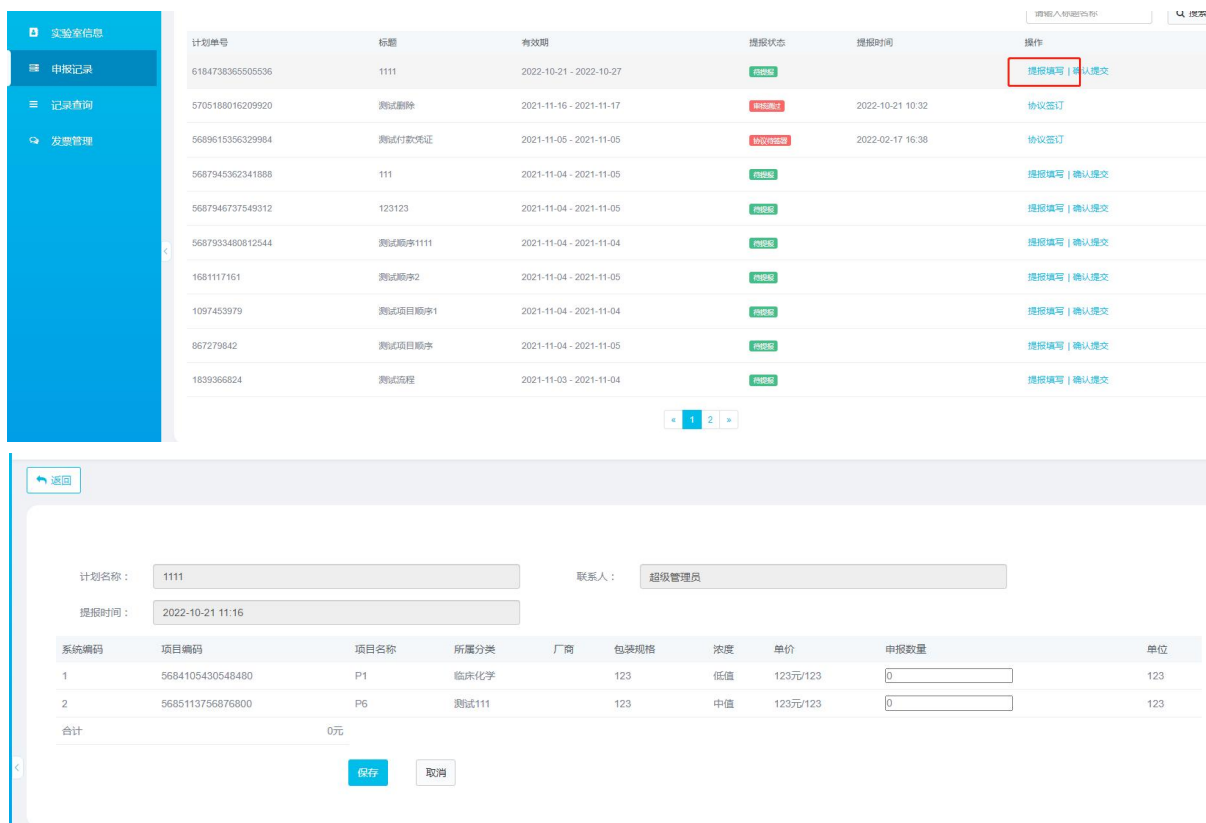 请输入标题名称 搜索
实验室信息
申报记录
记录查询
发票管理
计划单号 标题 有效期 提报状态 提报时间 操作
6184738365505536 1111 2022-10-21 - 2022-10-27 待提报 提报填写 | 确认提交
5705188016209920 测试删除 2021-11-16 - 2021-11-17 审核通过 2022-10-21 10:32 协议签订
5689615356329984 测试付款凭证 2021-11-05 - 2021-11-05 协议待签署 2022-02-17 16:38 协议签订
5687945362341888 111 2021-11-04 - 2021-11-05 待提报 提报填写 | 确认提交
5687946737549312 123123 2021-11-04 - 2021-11-05 待提报 提报填写 | 确认提交
5687933480812544 测试顺序1111 2021-11-04 - 2021-11-04 待提报 提报填写 | 确认提交
1681117161 测试顺序2 2021-11-04 - 2021-11-05 待提报 提报填写 | 确认提交
1097453979 测试项目顺序1 2021-11-04 - 2021-11-04 待提报 提报填写 | 确认提交
867279842 测试项目顺序 2021-11-04 - 2021-11-05 待提报 提报填写 | 确认提交
1839366824 测试流程 2021-11-03 - 2021-11-04 待提报 提报填写 | 确认提交
« 1 2 »
返回
计划名称： 1111 联系人： 超级管理员
提报时间： 2022-10-21 11:16
系统编码 项目编码 项目名称 所属分类 厂商 包装规格 浓度 单价 申报数量 单位
1 5684105430548480 P1 临床化学 123 低值 123元/123 0 123
2 5685113756876800 P6 测试111 123 中值 123元/123 0 123
合计 0元
保存 取消